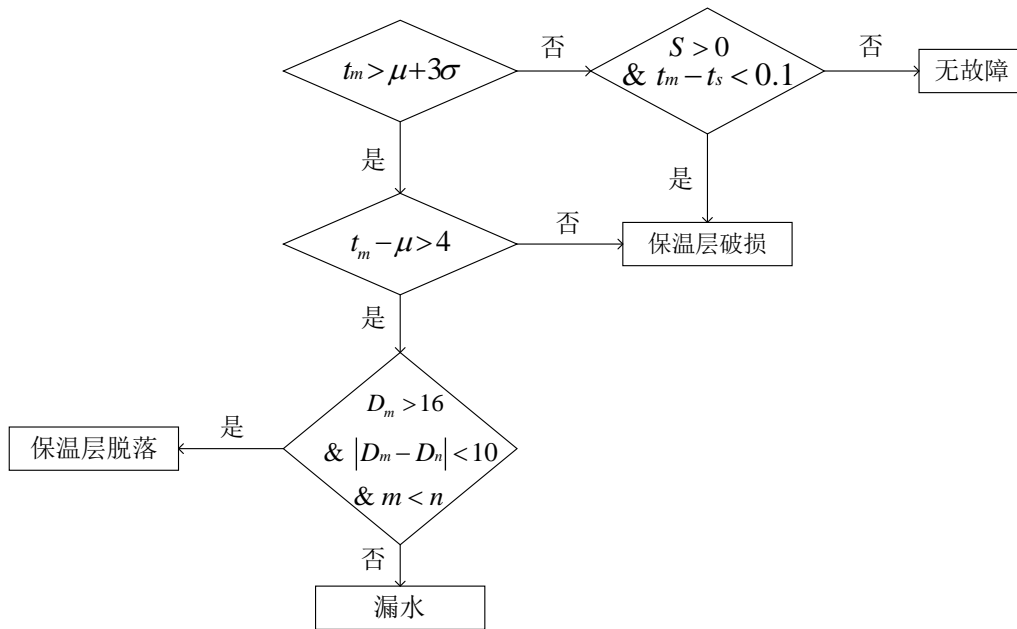 tm>μ+3σ
否
S>0
& tm−ts<0.1
否
无故障
是
是
tm−μ>4
否
保温层破损
是
Dm>16
& |Dm−Dn|<10
& m<n
是
保温层脱落
否
漏水